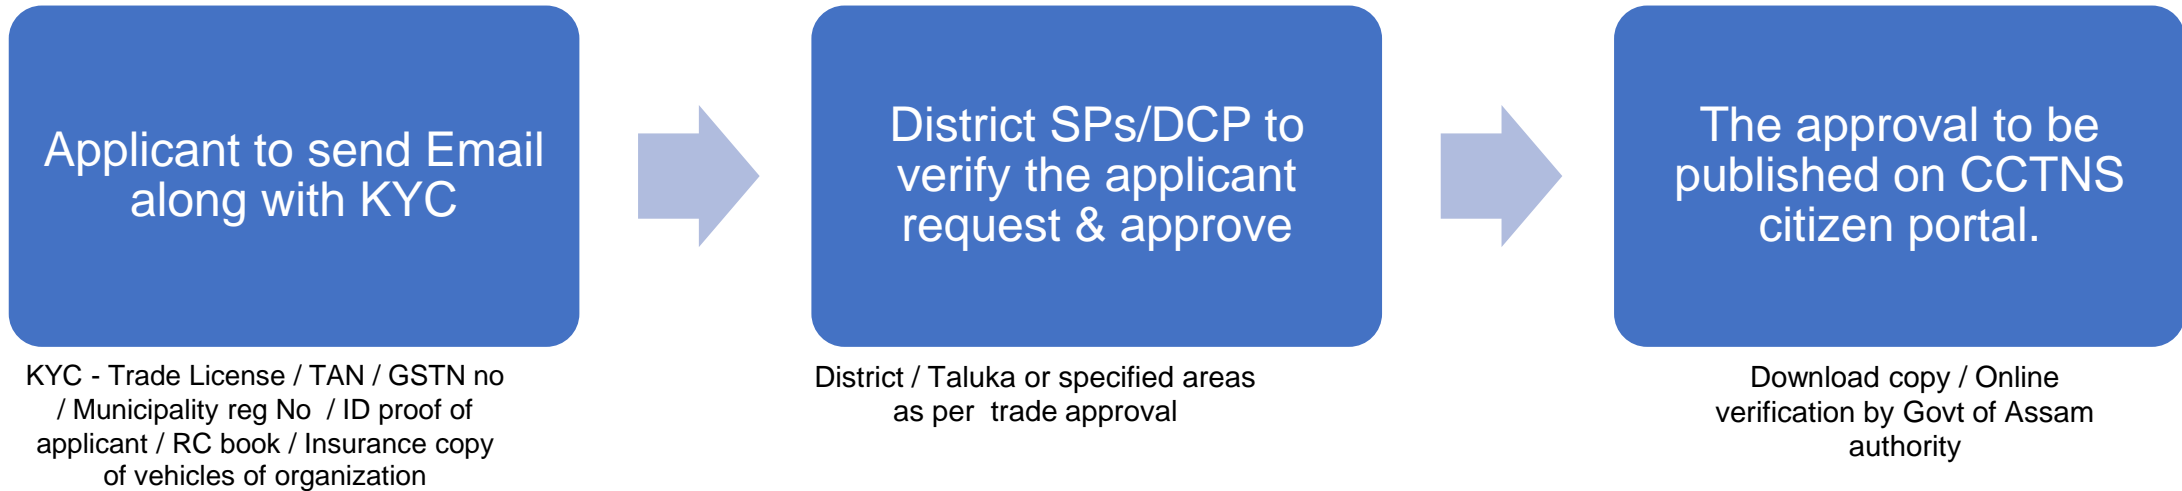 Applicant to send Email
along with KYC
KYC - Trade License / TAN / GSTN no
/ Municipality reg No / ID proof of
applicant / RC book / Insurance copy
of vehicles of organization
District SPs/DCP to
verify the applicant
request & approve
District / Taluka or specified areas
as per trade approval
The approval to be
published on CCTNS
citizen portal.
Download copy / Online
verification by Govt of Assam
authority